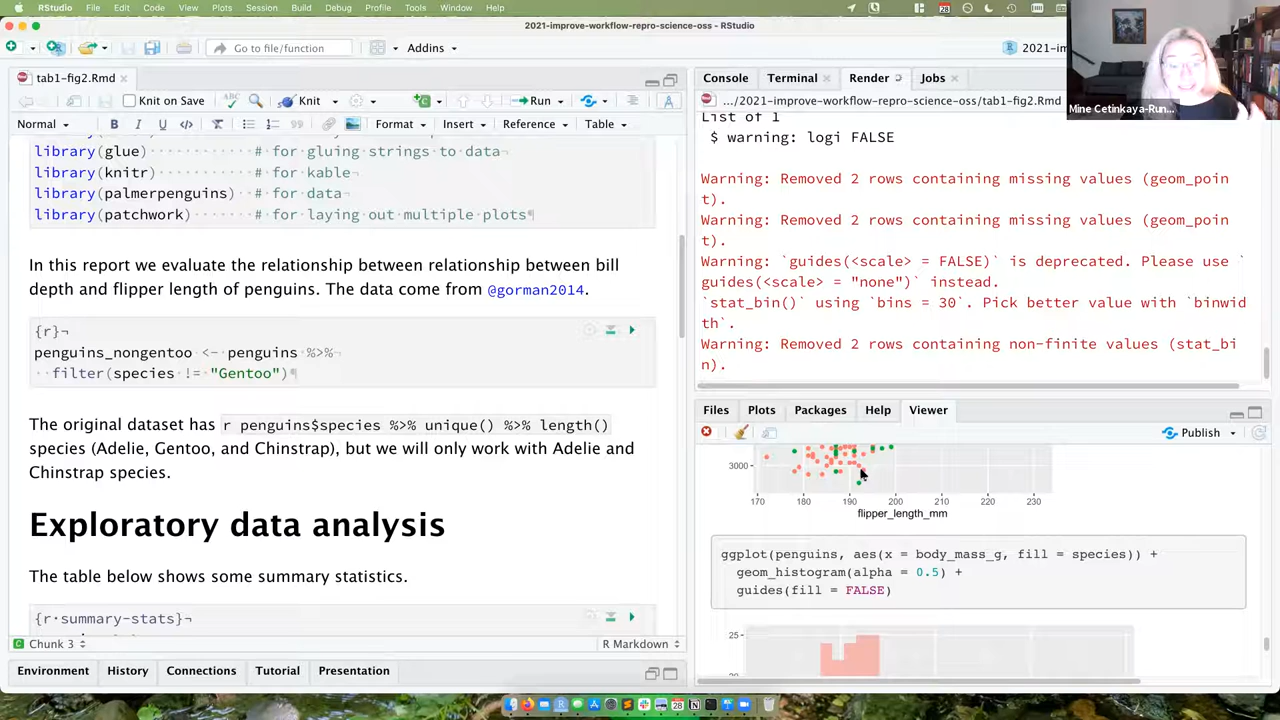 RStudio File Edit Code View Plots Session Build Debug Profile Tools Window Help
28
2021-improve-workflow-repro-science-oss - RStudio
Go to file/function
Addins
2021-im
tab1-fig2.Rmd
Knit on Save
Knit
Run
Normal
B I
Format Insert Reference Table
library(glue) ·········# for gluing strings to data
library(knitr) ········# for kable
library(palmerpenguins) # for data
library(patchwork) ····# for laying out multiple plots
In this report we evaluate the relationship between relationship between bill
depth and flipper length of penguins. The data come from @gorman2014.
{r}
penguins_nongentoo <- penguins %>%
filter(species != "Gentoo")
The original dataset has r penguins$species %>% unique() %>% length()
species (Adelie, Gentoo, and Chinstrap), but we will only work with Adelie and
Chinstrap species.
Exploratory data analysis
The table below shows some summary statistics.
{r·summary-stats}
Chunk 3
R Markdown
Environment History Connections Tutorial Presentation
Console Terminal Render Jobs
.../2021-improve-workflow-repro-science-oss/tab1-fig2.Rmd
Mine Cetinkaya-Run...
List of 1
$ warning: logi FALSE
Warning: Removed 2 rows containing missing values (geom_poin
t).
Warning: Removed 2 rows containing missing values (geom_poin
t).
Warning: `guides(<scale> = FALSE)` is deprecated. Please use `
guides(<scale> = "none")` instead.
`stat_bin()` using `bins = 30`. Pick better value with `binwid
th`.
Warning: Removed 2 rows containing non-finite values (stat_bi
n).
Files Plots Packages Help Viewer
Publish
3000
170 180 190 200 210 220 230
flipper_length_mm
ggplot(penguins, aes(x = body_mass_g, fill = species)) +
geom_histogram(alpha = 0.5) +
guides(fill = FALSE)
25
28